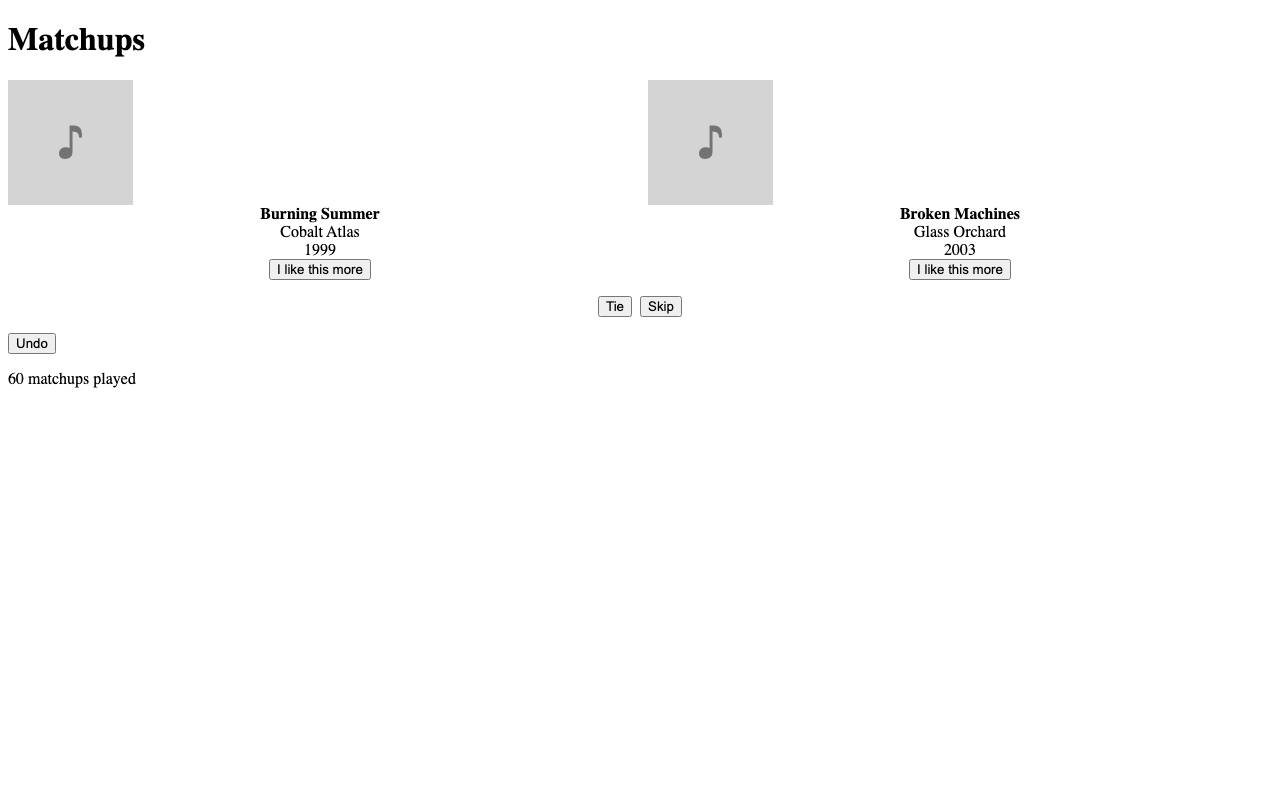 Matchups
Burning Summer
Cobalt Atlas
1999
I like this more
Broken Machines
Glass Orchard
2003
I like this more
Tie
Skip
Undo
60 matchups played